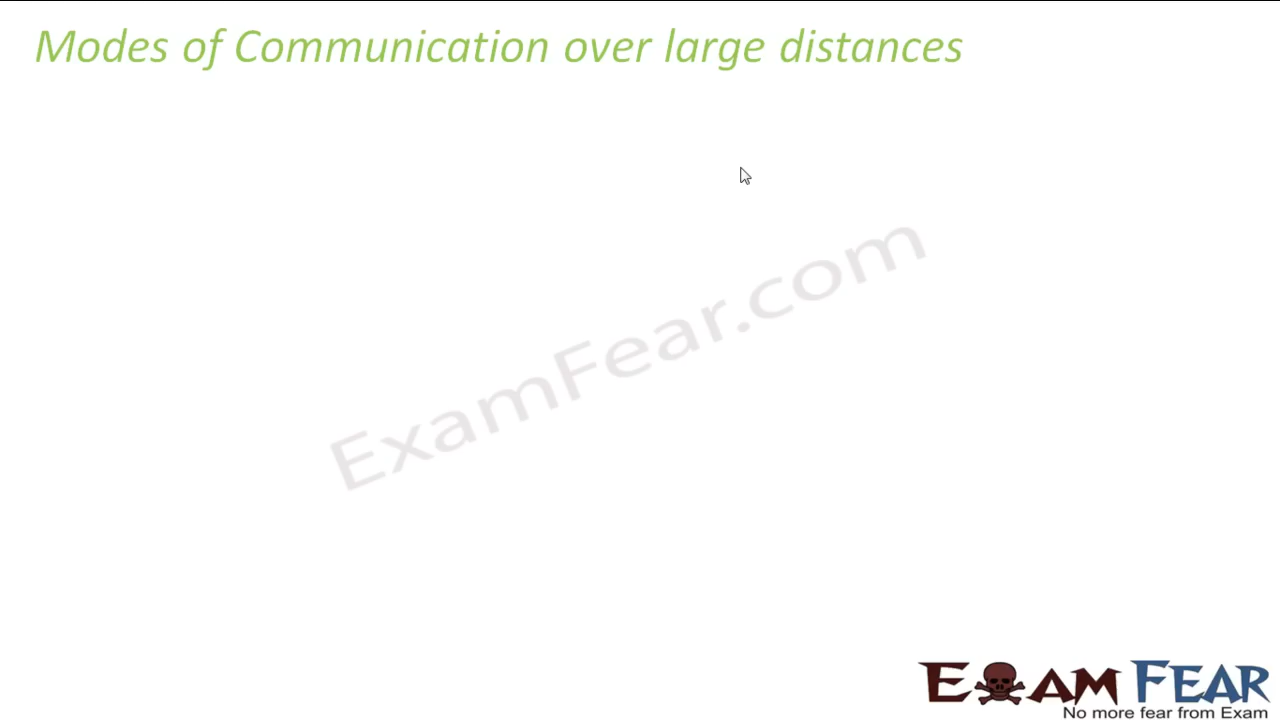 Modes of Communication over large distances
ExamFear.com
EXAM FEAR
No more fear from Exam